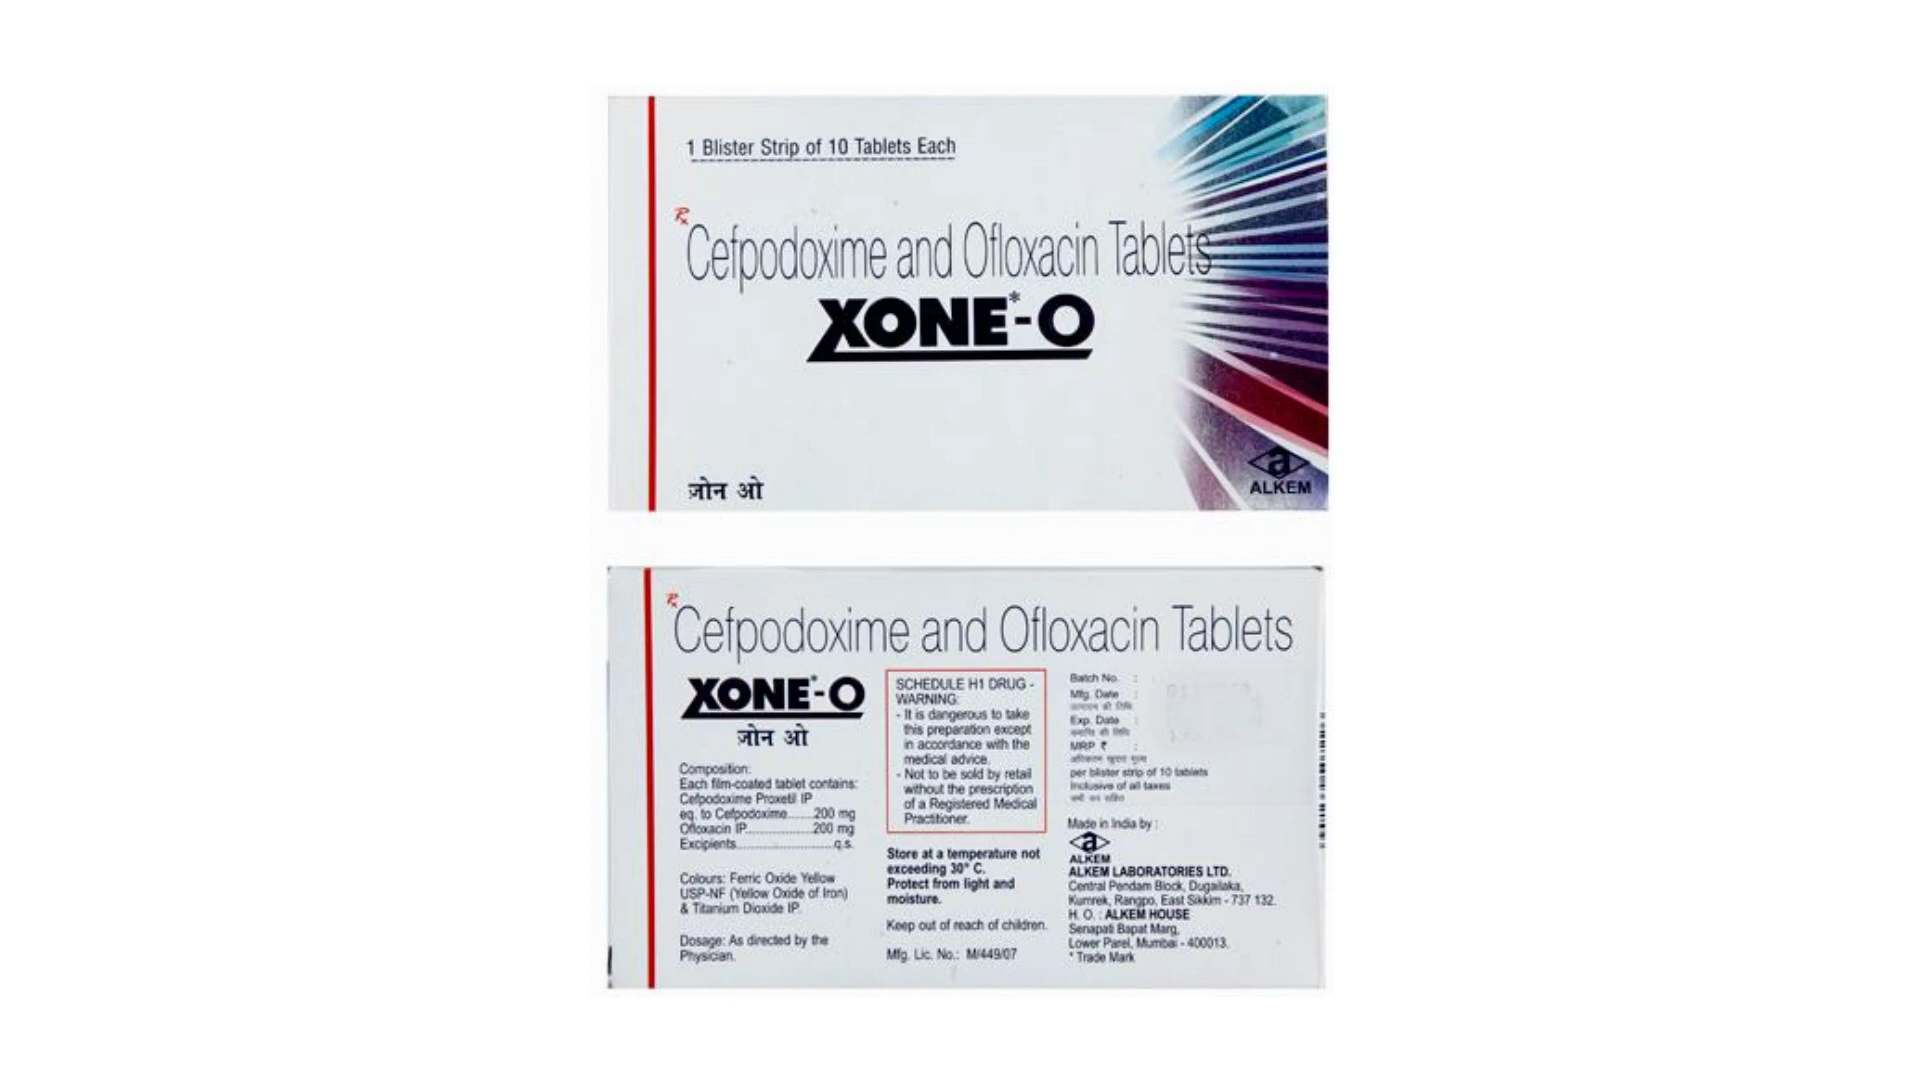 1 Blister Strip of 10 Tablets Each
Rx
Cefpodoxime and Ofloxacin Tablets
XONE*-O
ज़ोन ओ
a
ALKEM
Rx
Cefpodoxime and Ofloxacin Tablets
XONE*-O
ज़ोन ओ
Composition:
Each film-coated tablet contains:
Cefpodoxime Proxetil IP
eq. to Cefpodoxime.......200 mg
Ofloxacin IP..................200 mg
Excipients..........................q.s.
Colours: Ferric Oxide Yellow
USP-NF (Yellow Oxide of Iron)
& Titanium Dioxide IP.
Dosage: As directed by the
Physician.
SCHEDULE H1 DRUG -
WARNING:
- It is dangerous to take
this preparation except
in accordance with the
medical advice.
- Not to be sold by retail
without the prescription
of a Registered Medical
Practitioner.
Store at a temperature not
exceeding 30° C.
Protect from light and
moisture.
Keep out of reach of children.
Mfg. Lic. No.: M/449/07
Batch No. :
Mfg. Date :
Exp. Date :
MRP ₹ :
per blister strip of 10 tablets
Inclusive of all taxes
Made in India by :
a
ALKEM
ALKEM LABORATORIES LTD.
Central Pendam Block, Dugailaka,
Kumrek, Rangpo, East Sikkim - 737 132.
H. O. : ALKEM HOUSE
Senapati Bapat Marg,
Lower Parel, Mumbai - 400013.
* Trade Mark